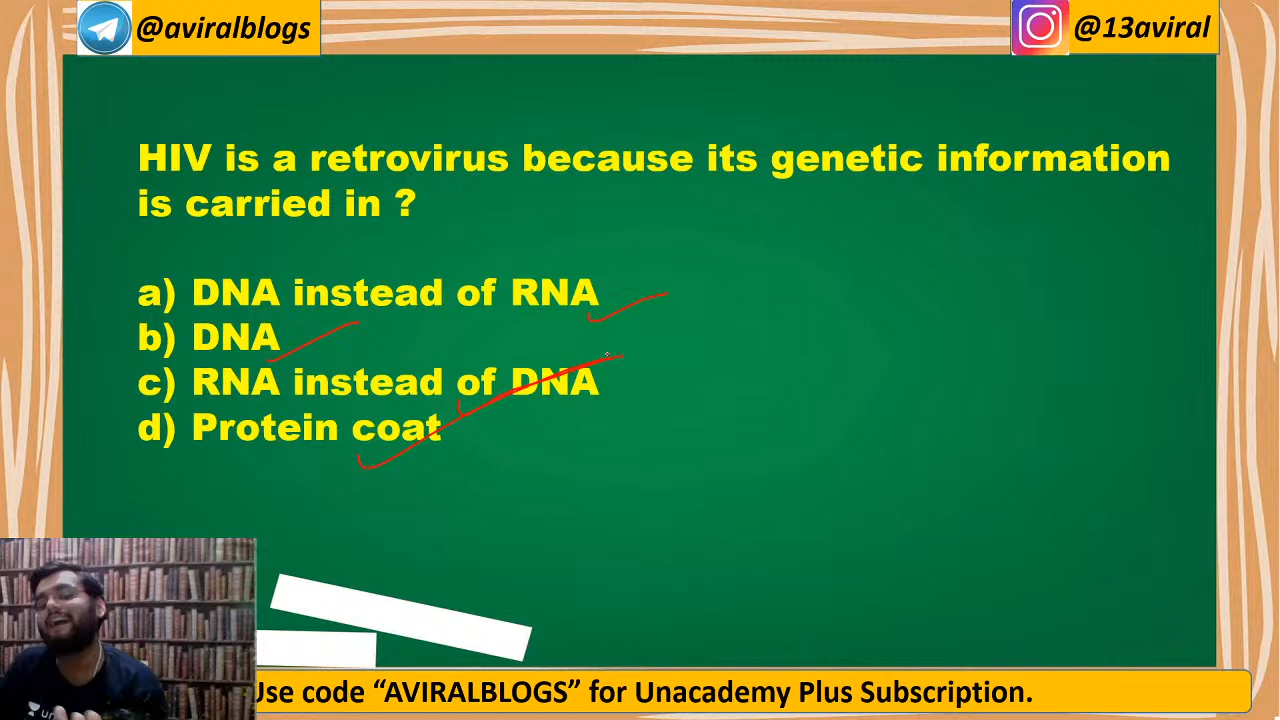 @aviralblogs
@13aviral
HIV is a retrovirus because its genetic information
is carried in ?
a) DNA instead of RNA
b) DNA
c) RNA instead of DNA
d) Protein coat
Use code “AVIRALBLOGS” for Unacademy Plus Subscription.